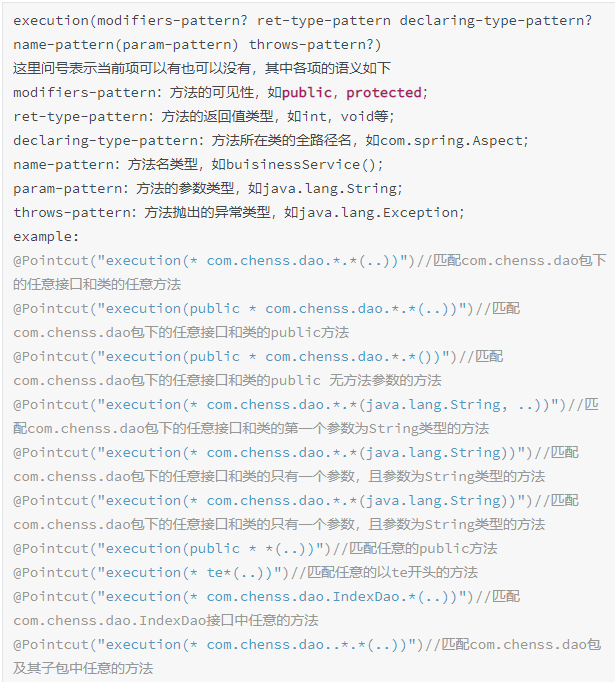 execution(modifiers-pattern? ret-type-pattern declaring-type-pattern?
name-pattern(param-pattern) throws-pattern?)
这里问号表示当前项可以有也可以没有，其中各项的语义如下
modifiers-pattern：方法的可见性，如public，protected；
ret-type-pattern：方法的返回值类型，如int，void等；
declaring-type-pattern：方法所在类的全路径名，如com.spring.Aspect；
name-pattern：方法名类型，如buisinessService()；
param-pattern：方法的参数类型，如java.lang.String；
throws-pattern：方法抛出的异常类型，如java.lang.Exception；
example:
@Pointcut("execution(* com.chenss.dao.*.*(..))")//匹配com.chenss.dao包下
的任意接口和类的任意方法
@Pointcut("execution(public * com.chenss.dao.*.*(..))")//匹配
com.chenss.dao包下的任意接口和类的public方法
@Pointcut("execution(public * com.chenss.dao.*.*())")//匹配
com.chenss.dao包下的任意接口和类的public 无方法参数的方法
@Pointcut("execution(* com.chenss.dao.*.*(java.lang.String, ..))")//匹
配com.chenss.dao包下的任意接口和类的第一个参数为String类型的方法
@Pointcut("execution(* com.chenss.dao.*.*(java.lang.String))")//匹配
com.chenss.dao包下的任意接口和类的只有一个参数，且参数为String类型的方法
@Pointcut("execution(* com.chenss.dao.*.*(java.lang.String))")//匹配
com.chenss.dao包下的任意接口和类的只有一个参数，且参数为String类型的方法
@Pointcut("execution(public * *(..))")//匹配任意的public方法
@Pointcut("execution(* te*(..))")//匹配任意的以te开头的方法
@Pointcut("execution(* com.chenss.dao.IndexDao.*(..))")//匹配
com.chenss.dao.IndexDao接口中任意的方法
@Pointcut("execution(* com.chenss.dao..*.*(..))")//匹配com.chenss.dao包
及其子包中任意的方法